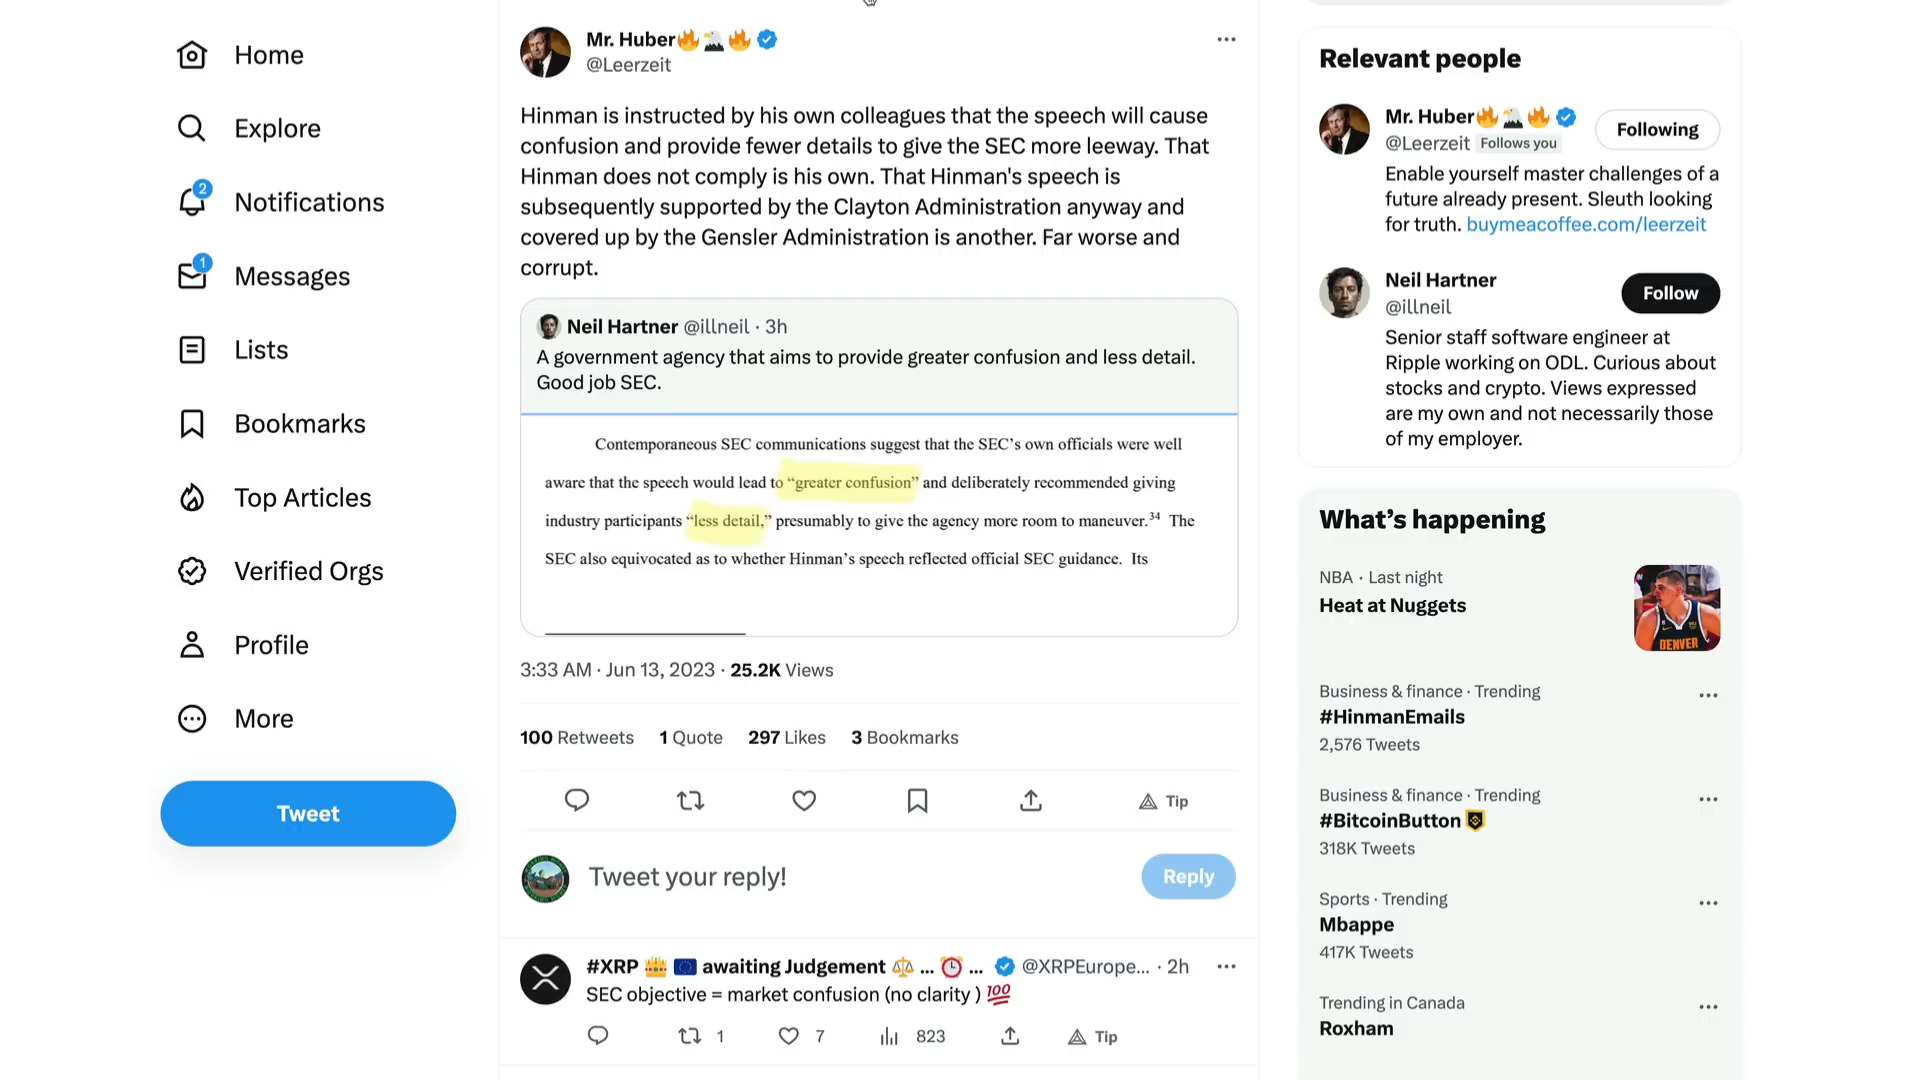 Home
Explore
2
Notifications
1
Messages
Lists
Bookmarks
Top Articles
Verified Orgs
Profile
More
Tweet
Mr. Huber🔥🦅🔥
@Leerzeit
Hinman is instructed by his own colleagues that the speech will cause
confusion and provide fewer details to give the SEC more leeway. That
Hinman does not comply is his own. That Hinman's speech is
subsequently supported by the Clayton Administration anyway and
covered up by the Gensler Administration is another. Far worse and
corrupt.
Neil Hartner @illneil · 3h
A government agency that aims to provide greater confusion and less detail.
Good job SEC.
Contemporaneous SEC communications suggest that the SEC’s own officials were well
aware that the speech would lead to “greater confusion” and deliberately recommended giving
industry participants “less detail,” presumably to give the agency more room to maneuver.34 The
SEC also equivocated as to whether Hinman’s speech reflected official SEC guidance. Its
3:33 AM · Jun 13, 2023 · 25.2K Views
100 Retweets 1 Quote 297 Likes 3 Bookmarks
Tip
Tweet your reply!
Reply
#XRP 👑 🇪🇺 awaiting Judgement ⚖️ ... ⏰ ... @XRPEurope... · 2h
SEC objective = market confusion (no clarity ) 💯
1 7 823 Tip
Relevant people
Mr. Huber🔥🦅🔥
Following
@Leerzeit Follows you
Enable yourself master challenges of a
future already present. Sleuth looking
for truth. buymeacoffee.com/leerzeit
Neil Hartner
@illneil
Follow
Senior staff software engineer at
Ripple working on ODL. Curious about
stocks and crypto. Views expressed
are my own and not necessarily those
of my employer.
What’s happening
NBA · Last night
Heat at Nuggets
DENVER
Business & finance · Trending
#HinmanEmails
2,576 Tweets
Business & finance · Trending
#BitcoinButton
318K Tweets
Sports · Trending
Mbappe
417K Tweets
Trending in Canada
Roxham